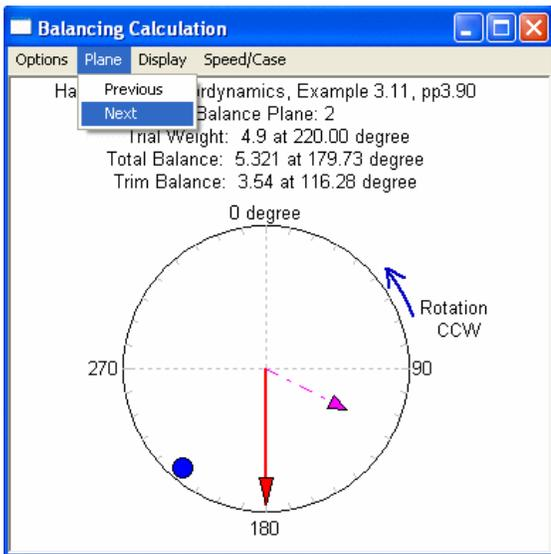 Balancing Calculation
Options Plane Display Speed/Case
Previous
Next
Ha rdynamics, Example 3.11, pp3.90
Balance Plane: 2
Trial Weight: 4.9 at 220.00 degree
Total Balance: 5.321 at 179.73 degree
Trim Balance: 3.54 at 116.28 degree
0 degree
Rotation
CCW
270
90
180